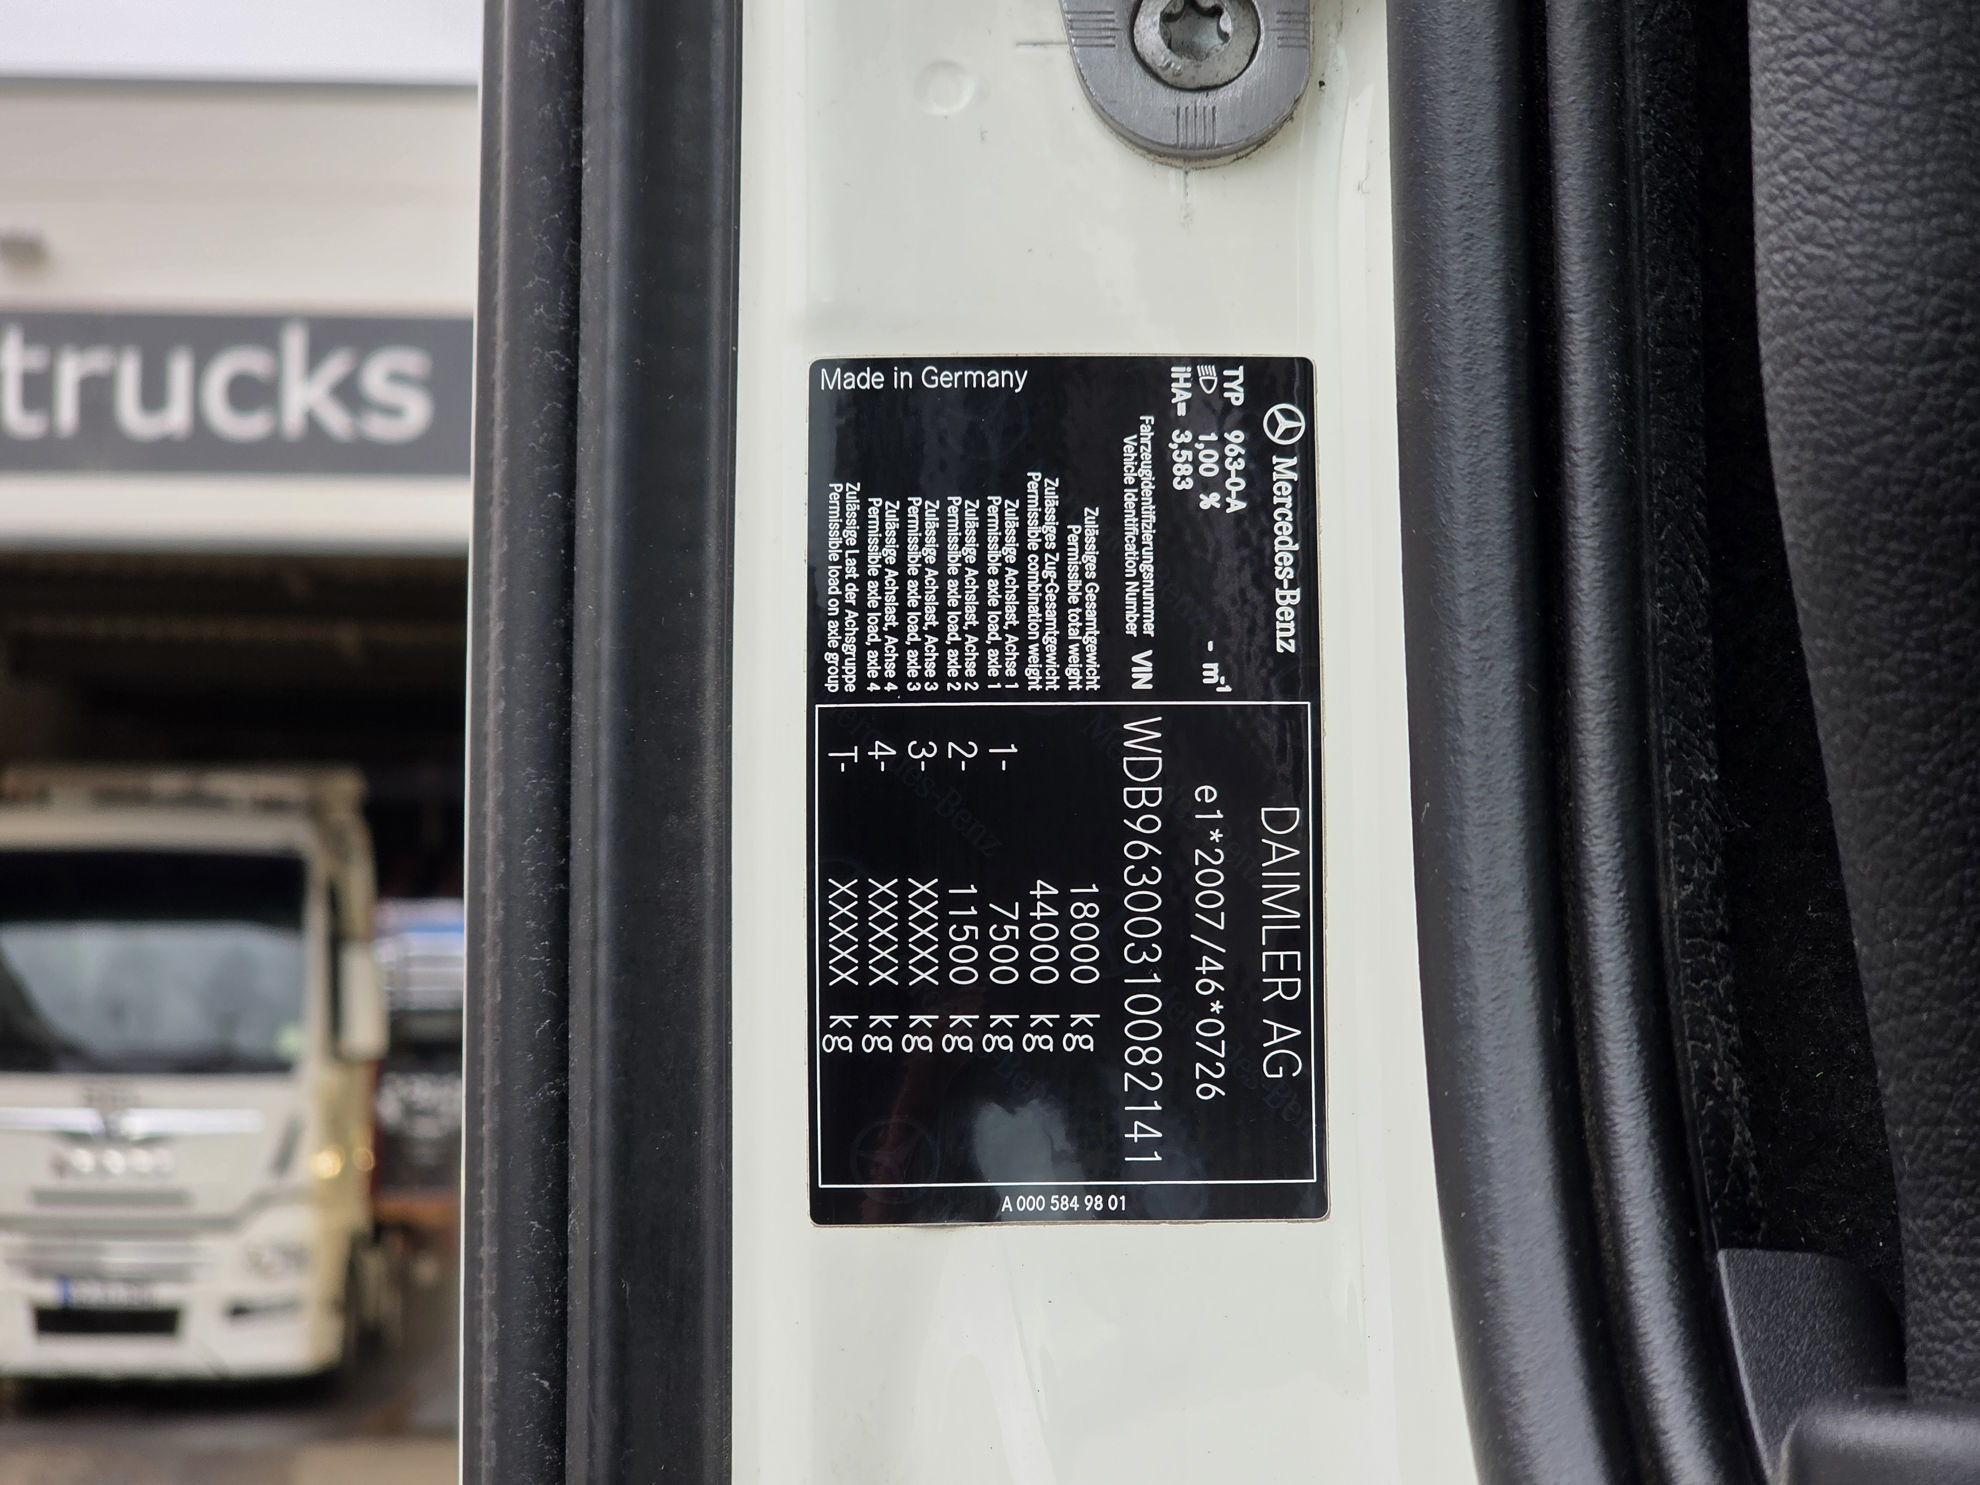 trucks
Mercedes-Benz
TYP 963-0-A
1,00 % - m⁻¹
iHA= 3,583
DAIMLER AG
e1*2007/46*0726
Fahrzeugidentifizierungsnummer
Vehicle Identification Number VIN WDB9630031008214​1
Zulässiges Gesamtgewicht
Permissible total weight 18000 kg
Zulässiges Zug-Gesamtgewicht
Permissible combination weight 44000 kg
Zulässige Achslast, Achse 1
Permissible axle load, axle 1 1- 7500 kg
Zulässige Achslast, Achse 2
Permissible axle load, axle 2 2- 11500 kg
Zulässige Achslast, Achse 3
Permissible axle load, axle 3 3- XXXXX kg
Zulässige Achslast, Achse 4
Permissible axle load, axle 4 4- XXXXX kg
Zulässige Last der Achsgruppe
Permissible load on axle group T- XXXXX kg
Made in Germany
A 000 584 98 01